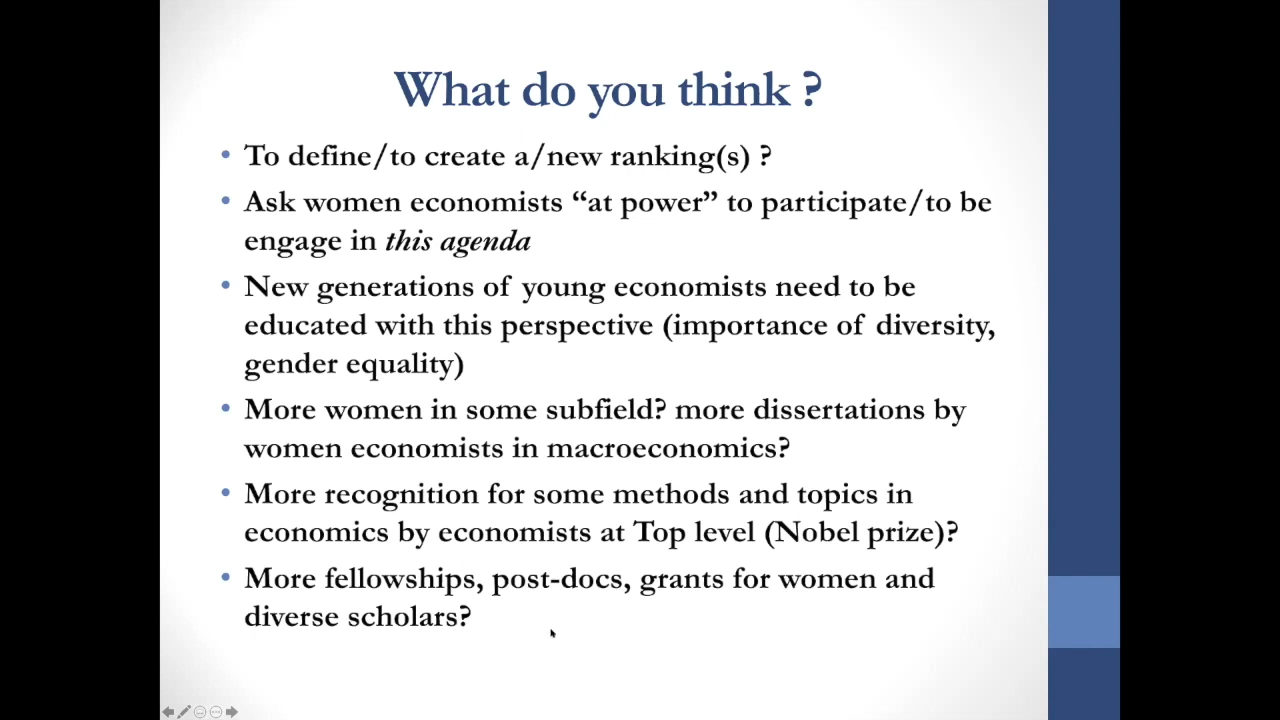 What do you think ?
• To define/to create a/new ranking(s) ?
• Ask women economists “at power” to participate/to be
engage in this agenda
• New generations of young economists need to be
educated with this perspective (importance of diversity,
gender equality)
• More women in some subfield? more dissertations by
women economists in macroeconomics?
• More recognition for some methods and topics in
economics by economists at Top level (Nobel prize)?
• More fellowships, post-docs, grants for women and
diverse scholars?